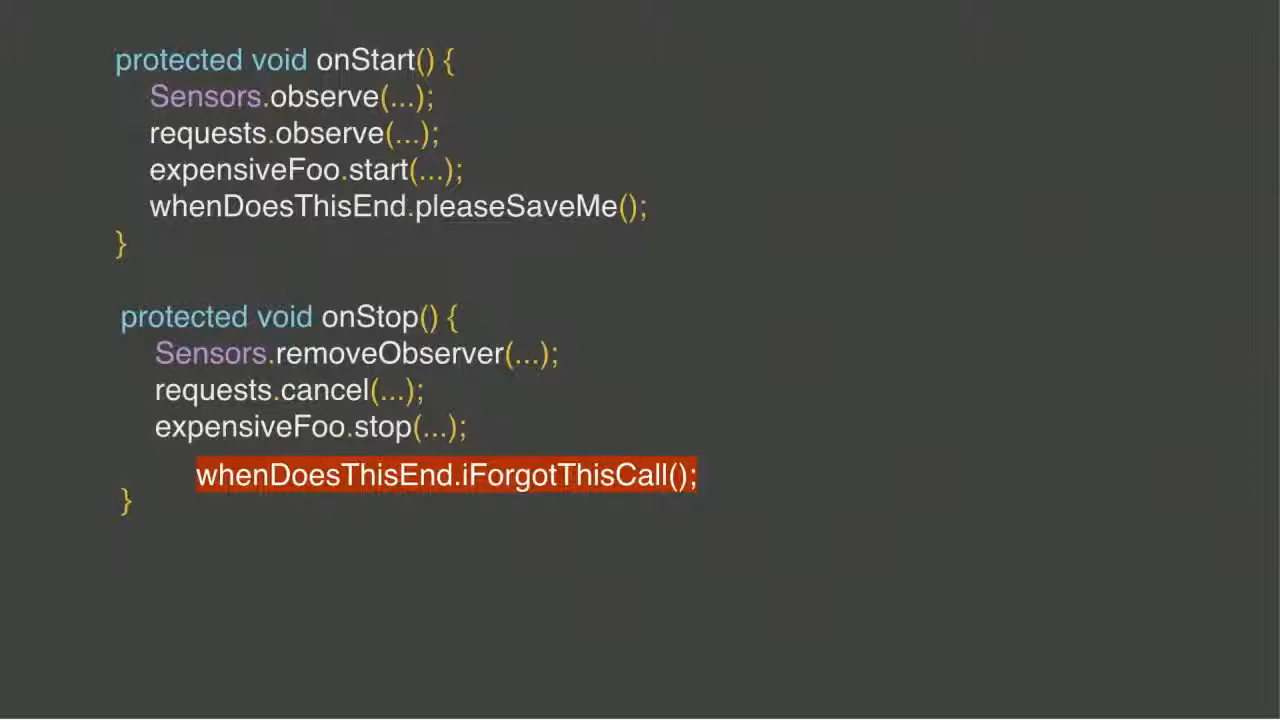 protected void onStart() {
Sensors.observe(...);
requests.observe(...);
expensiveFoo.start(...);
whenDoesThisEnd.pleaseSaveMe();
}
protected void onStop() {
Sensors.removeObserver(...);
requests.cancel(...);
expensiveFoo.stop(...);
whenDoesThisEnd.iForgotThisCall();
}